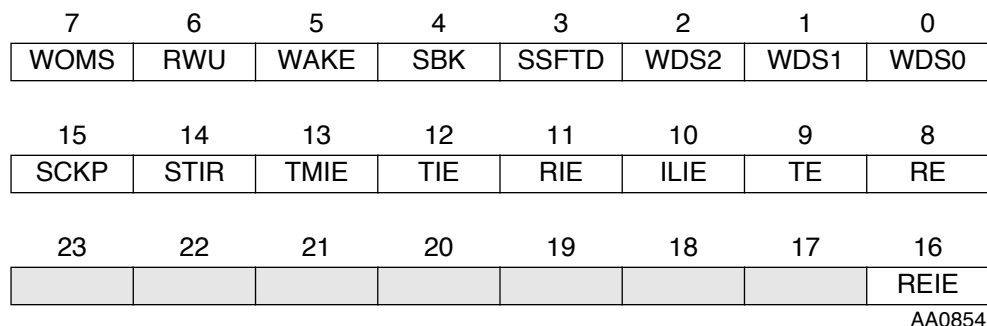 7 6 5 4 3 2 1 0
WOMS RWU WAKE SBK SSFTD WDS2 WDS1 WDS0
15 14 13 12 11 10 9 8
SCKP STIR TMIE TIE RIE ILIE TE RE
23 22 21 20 19 18 17 16
REIE
AA0854